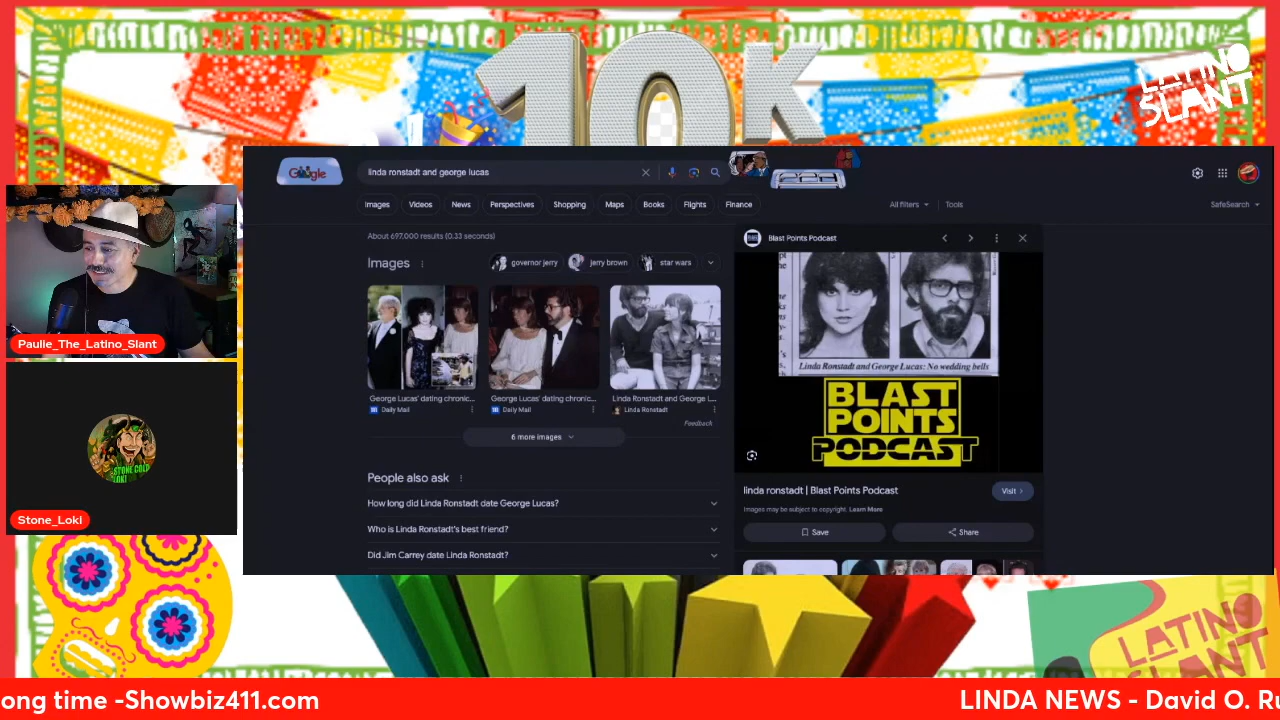 10K
LATINO
SLANT
Google
linda ronstadt and george lucas
Images
Videos
News
Perspectives
Shopping
Maps
Books
Flights
Finance
All filters
Tools
SafeSearch
About 697,000 results (0.33 seconds)
Images
governor jerry
jerry brown
star wars
George Lucas' dating chronic...
Daily Mail
George Lucas' dating chronic...
Daily Mail
Linda Ronstadt and George L...
Linda Ronstadt
Feedback
6 more images
People also ask
How long did Linda Ronstadt date George Lucas?
Who is Linda Ronstadt's best friend?
Did Jim Carrey date Linda Ronstadt?
Blast Points Podcast
Linda Ronstadt and George Lucas: No wedding bells
BLAST
POINTS
PODCAST
linda ronstadt | Blast Points Podcast
Visit
Images may be subject to copyright. Learn More
Save
Share
Paulie_The_Latino_Slant
STONE COLD
LOKI
Stone_Loki
LATINO
SLANT
ong time -Showbiz411.com
LINDA NEWS - David O. Ru